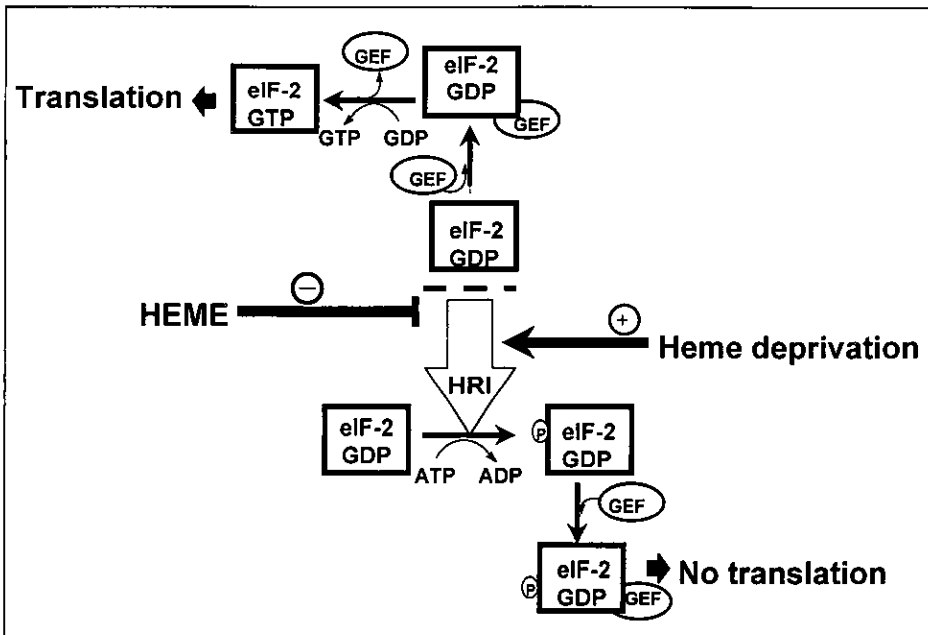 GEF
eIF-2
GDP
eIF-2
GTP
Translation
GEF
GTP
GDP
GEF
eIF-2
GDP
HEME
−
+
Heme deprivation
HRI
eIF-2
GDP
P
eIF-2
GDP
ATP
ADP
GEF
eIF-2
GDP
P
GEF
No translation